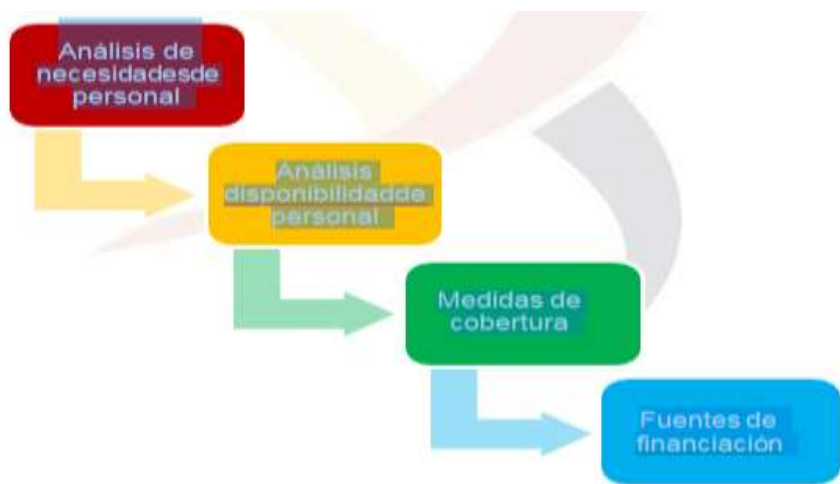 Análisis de
necesidadesde
personal
Análisis
disponibilidadde
personal
Medidas de
cobertura
Fuentes de
financiación